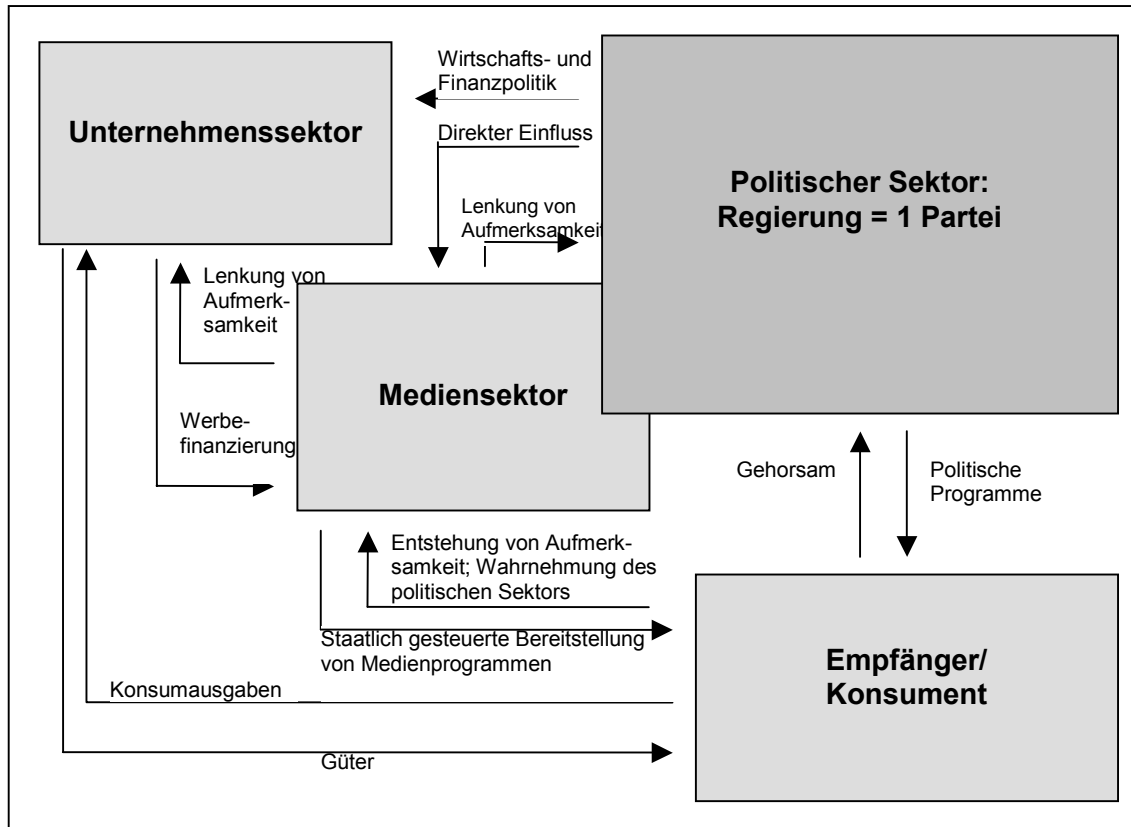 Unternehmenssektor
Wirtschafts- und
Finanzpolitik
Direkter Einfluss
Lenkung von
Aufmerksamkeit
Politischer Sektor:
Regierung = 1 Partei
Lenkung von
Aufmerk-
samkeit
Mediensektor
Werbe-
finanzierung
Gehorsam
Politische
Programme
Entstehung von Aufmerk-
samkeit; Wahrnehmung des
politischen Sektors
Staatlich gesteuerte Bereitstellung
von Medienprogrammen
Empfänger/
Konsument
Konsumausgaben
Güter